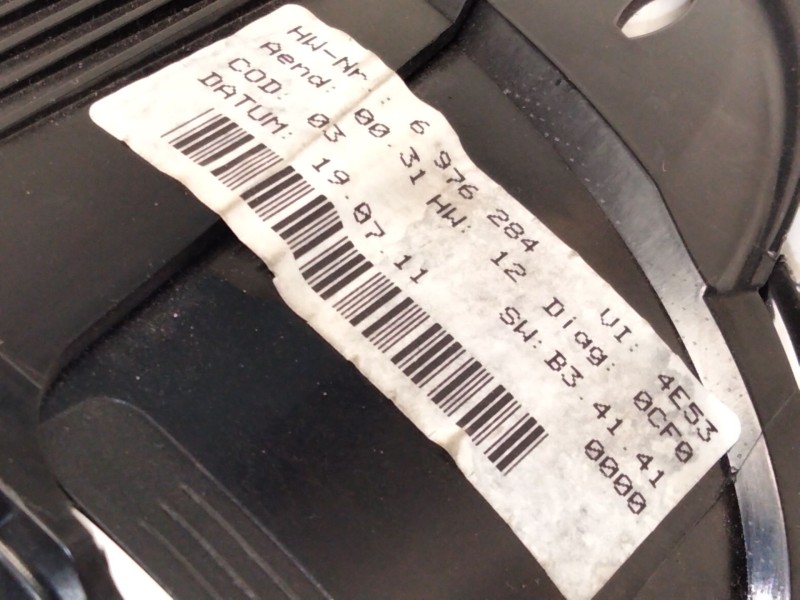 HW-Nr : 6 976 284 VI: 4E53
Aend: 00.31 HW: 12 Diag: 0CF0
COD: 03 SW: B3.41.41
DATUM: 19.07.11 0000